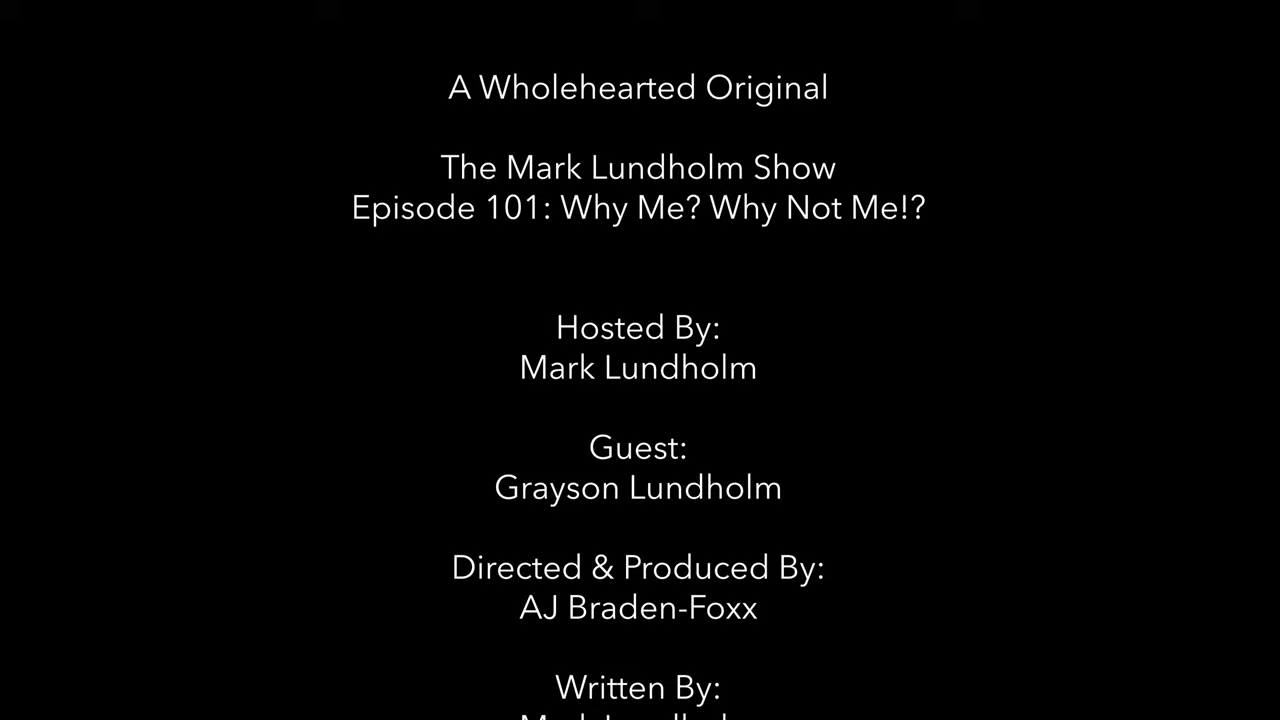 A Wholehearted Original
The Mark Lundholm Show
Episode 101: Why Me? Why Not Me!?
Hosted By:
Mark Lundholm
Guest:
Grayson Lundholm
Directed & Produced By:
AJ Braden-Foxx
Written By: